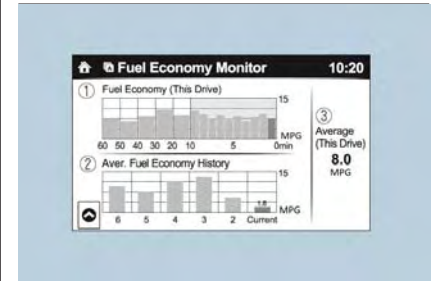 Fuel Economy Monitor 10:20
① Fuel Economy (This Drive)
15
MPG
60 50 40 30 20 10 5 0min
② Aver. Fuel Economy History
15
1.8
MPG
6 5 4 3 2 Current
③
Average
(This Drive)
8.0
MPG